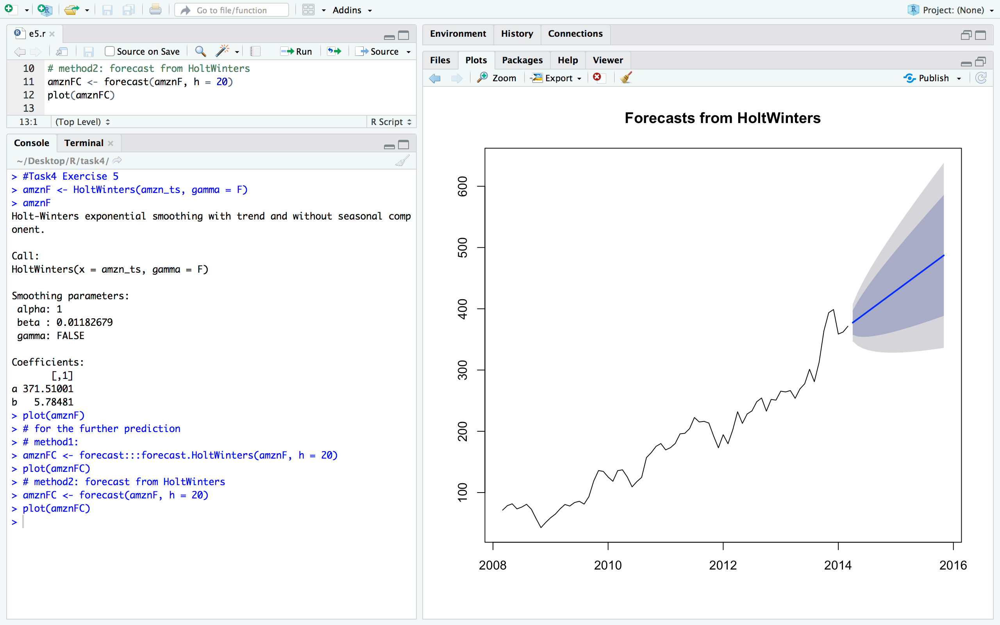 Go to file/function
Addins
Project: (None)
e5.r
Source on Save
Run
Source
10 # method2: forecast from HoltWinters
11 amznFC <- forecast(amznF, h = 20)
12 plot(amznFC)
13
13:1 (Top Level) R Script
Console Terminal
~/Desktop/R/task4/
> #Task4 Exercise 5
> amznF <- HoltWinters(amzn_ts, gamma = F)
> amznF
Holt-Winters exponential smoothing with trend and without seasonal comp
onent.
Call:
HoltWinters(x = amzn_ts, gamma = F)
Smoothing parameters:
alpha: 1
beta : 0.01182679
gamma: FALSE
Coefficients:
[,1]
a 371.51001
b 5.78481
> plot(amznF)
> # for the further prediction
> # method1:
> amznFC <- forecast:::forecast.HoltWinters(amznF, h = 20)
> plot(amznFC)
> # method2: forecast from HoltWinters
> amznFC <- forecast(amznF, h = 20)
> plot(amznFC)
>
Environment History Connections
Files Plots Packages Help Viewer
Zoom Export Publish
Forecasts from HoltWinters
600
500
400
300
200
100
2008 2010 2012 2014 2016